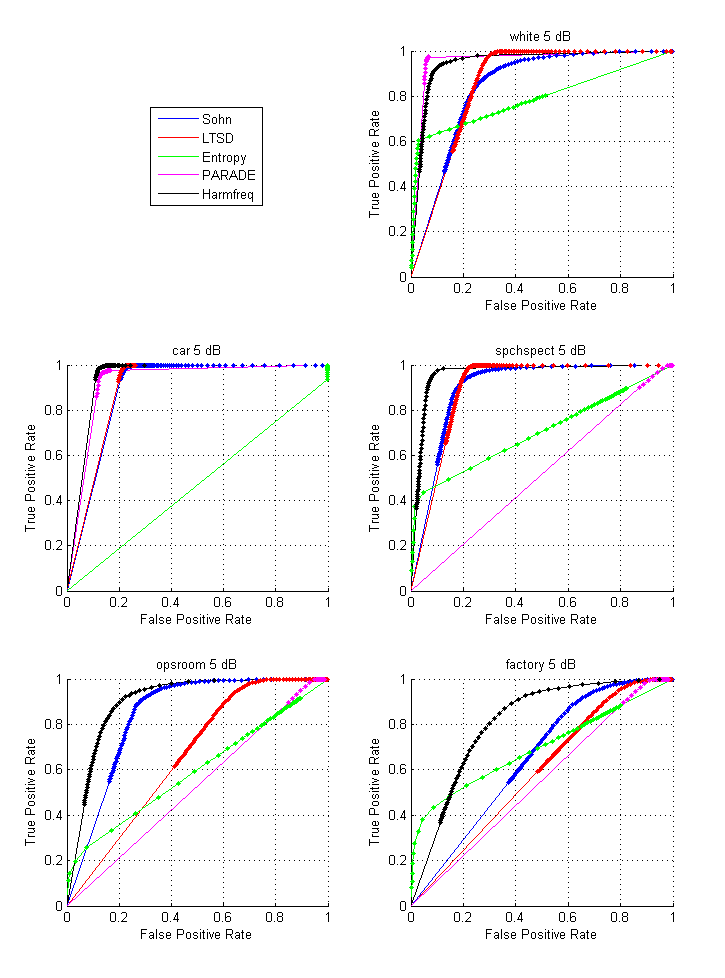 white 5 dB
1
0.8
0.6
0.4
0.2
0
True Positive Rate
0 0.2 0.4 0.6 0.8 1
False Positive Rate
Sohn
LTSD
Entropy
PARADE
Harmfreq
car 5 dB
1
0.8
0.6
0.4
0.2
0
True Positive Rate
0 0.2 0.4 0.6 0.8 1
False Positive Rate
spchspect 5 dB
1
0.8
0.6
0.4
0.2
0
True Positive Rate
0 0.2 0.4 0.6 0.8 1
False Positive Rate
opsroom 5 dB
1
0.8
0.6
0.4
0.2
0
True Positive Rate
0 0.2 0.4 0.6 0.8 1
False Positive Rate
factory 5 dB
1
0.8
0.6
0.4
0.2
0
True Positive Rate
0 0.2 0.4 0.6 0.8 1
False Positive Rate